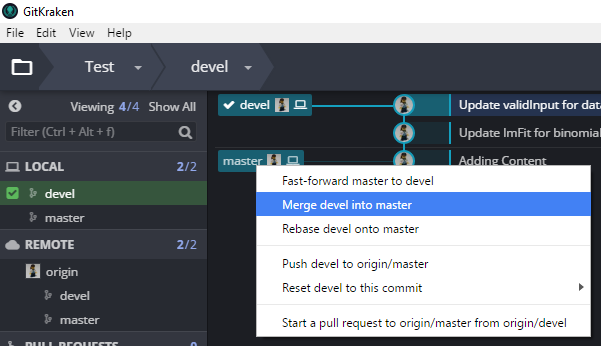 GitKraken
File Edit View Help
Test devel
Viewing 4/4 Show All
Filter (Ctrl + Alt + f)
LOCAL 2/2
devel
master
REMOTE 2/2
origin
devel
master
devel Update validInput for data
Update lmFit for binomial
master Adding Content
Fast-forward master to devel
Merge devel into master
Rebase devel onto master
Push devel to origin/master
Reset devel to this commit
Start a pull request to origin/master from origin/devel